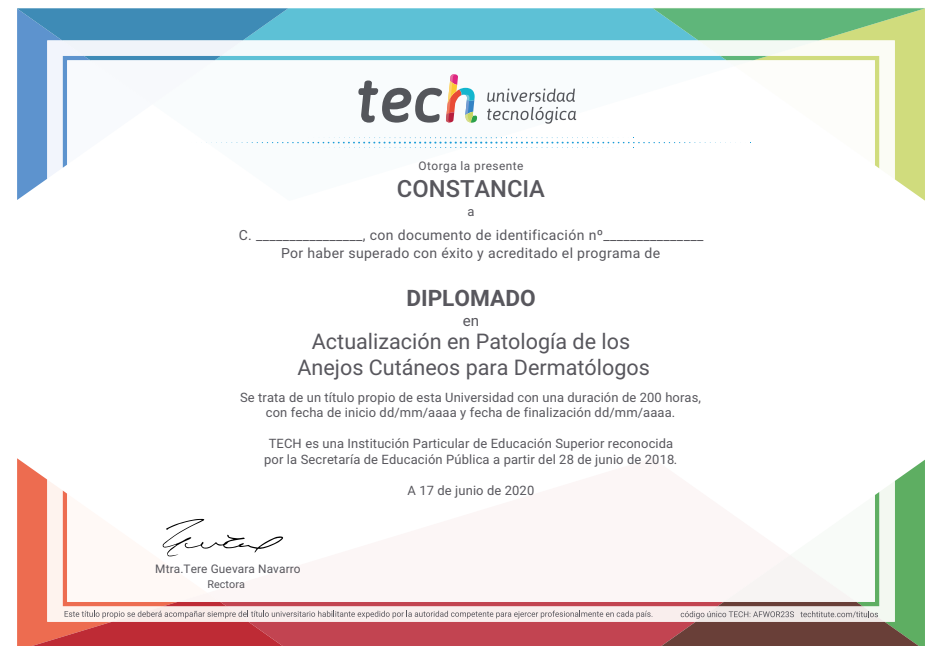 tech universidad
tecnológica
Otorga la presente
CONSTANCIA
a
C. ________________, con documento de identificación nº_______________
Por haber superado con éxito y acreditado el programa de
DIPLOMADO
en
Actualización en Patología de los
Anejos Cutáneos para Dermatólogos
Se trata de un título propio de esta Universidad con una duración de 200 horas,
con fecha de inicio dd/mm/aaaa y fecha de finalización dd/mm/aaaa.
TECH es una Institución Particular de Educación Superior reconocida
por la Secretaría de Educación Pública a partir del 28 de junio de 2018.
A 17 de junio de 2020
Mtra.Tere Guevara Navarro
Rectora
Este título propio se deberá acompañar siempre del título universitario habilitante expedido por la autoridad competente para ejercer profesionalmente en cada país. código único TECH: AFWOR23S techtitute.com/titulos